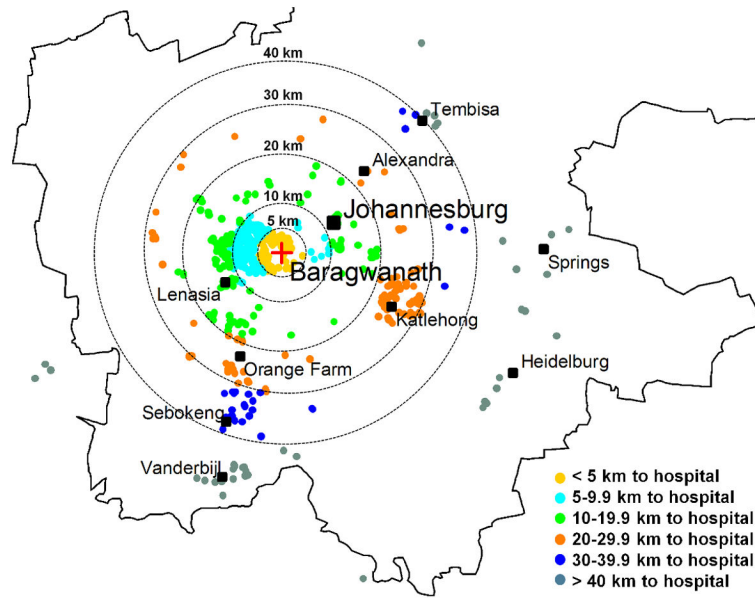 40 km
30 km
Tembisa
20 km
Alexandra
10 km
Johannesburg
5 km
Springs
Baragwanath
Lenasia
Katlehong
Orange Farm
Heidelburg
Sebokeng
Vanderbijl
< 5 km to hospital
5-9.9 km to hospital
10-19.9 km to hospital
20-29.9 km to hospital
30-39.9 km to hospital
> 40 km to hospital